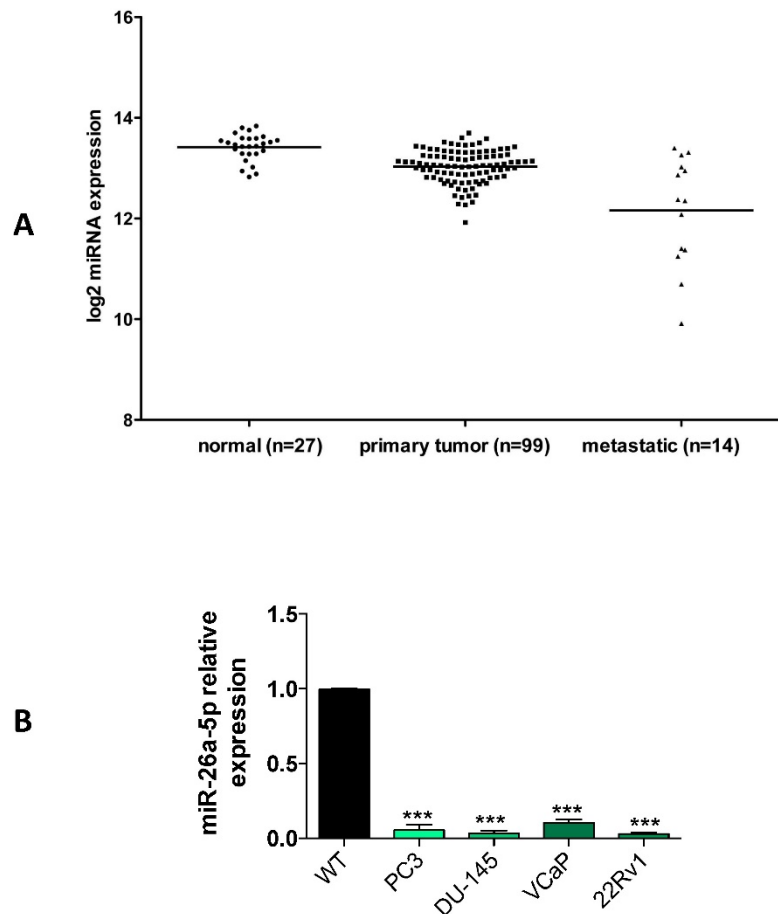 A
log2 miRNA expression
16
14
12
10
8
normal (n=27)
primary tumor (n=99)
metastatic (n=14)
B
miR-26a-5p relative
expression
1.5
1.0
0.5
0.0
***
***
***
***
WT
PC3
DU-145
VCaP
22Rv1